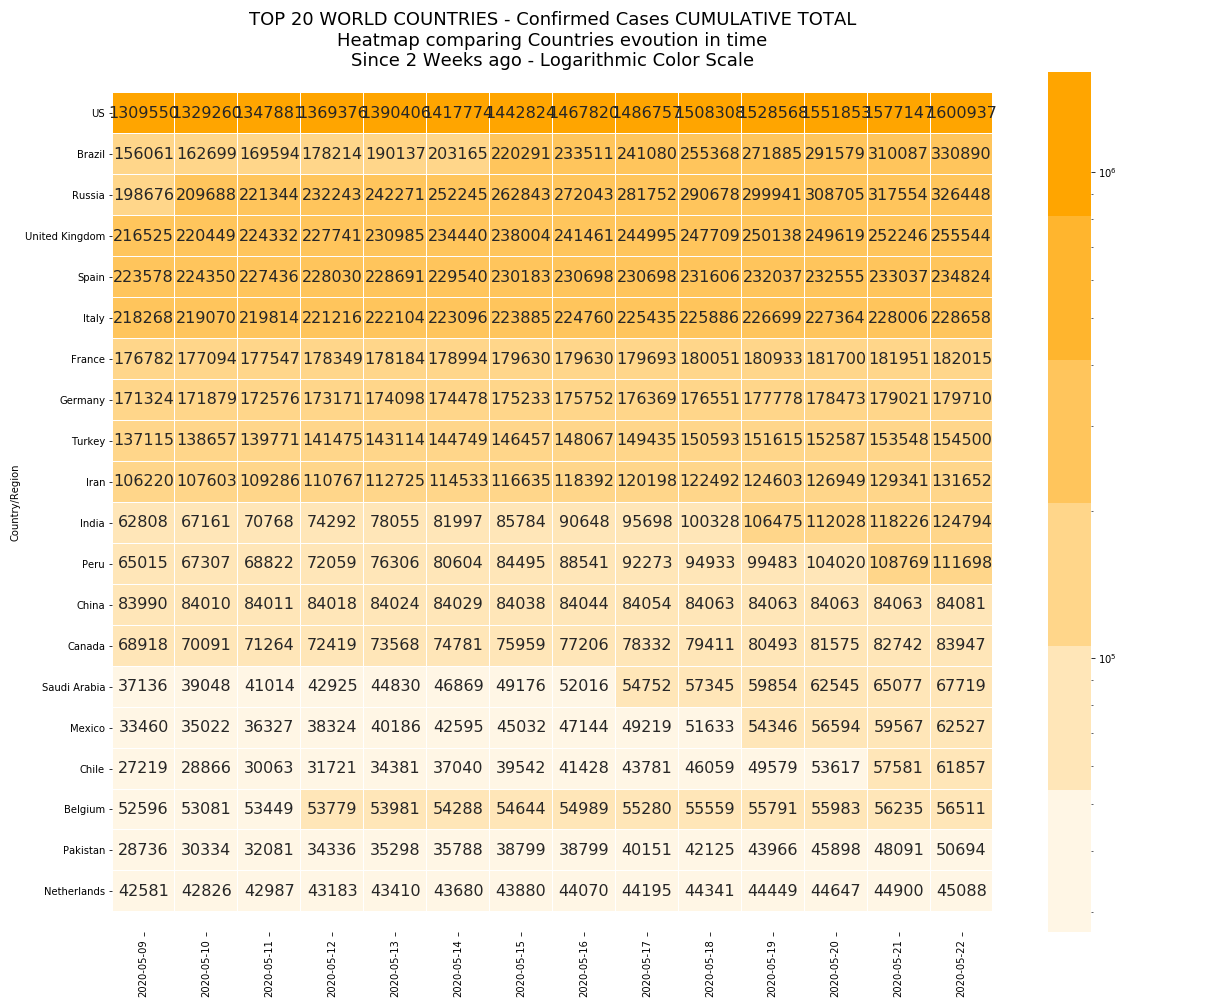 TOP 20 WORLD COUNTRIES - Confirmed Cases CUMULATIVE TOTAL
Heatmap comparing Countries evoution in time
Since 2 Weeks ago - Logarithmic Color Scale
US 1309550 1329260 1347881 1369376 1390406 1417774 1442824 1467820 1486757 1508308 1528568 1551853 1577147 1600937
Brazil 156061 162699 169594 178214 190137 203165 220291 233511 241080 255368 271885 291579 310087 330890
Russia 198676 209688 221344 232243 242271 252245 262843 272043 281752 290678 299941 308705 317554 326448
United Kingdom 216525 220449 224332 227741 230985 234440 238004 241461 244995 247709 250138 249619 252246 255544
Spain 223578 224350 227436 228030 228691 229540 230183 230698 230698 231606 232037 232555 233037 234824
Italy 218268 219070 219814 221216 222104 223096 223885 224760 225435 225886 226699 227364 228006 228658
France 176782 177094 177547 178349 178184 178994 179630 179630 179693 180051 180933 181700 181951 182015
Germany 171324 171879 172576 173171 174098 174478 175233 175752 176369 176551 177778 178473 179021 179710
Turkey 137115 138657 139771 141475 143114 144749 146457 148067 149435 150593 151615 152587 153548 154500
Iran 106220 107603 109286 110767 112725 114533 116635 118392 120198 122492 124603 126949 129341 131652
India 62808 67161 70768 74292 78055 81997 85784 90648 95698 100328 106475 112028 118226 124794
Peru 65015 67307 68822 72059 76306 80604 84495 88541 92273 94933 99483 104020 108769 111698
China 83990 84010 84011 84018 84024 84029 84038 84044 84054 84063 84063 84063 84063 84081
Canada 68918 70091 71264 72419 73568 74781 75959 77206 78332 79411 80493 81575 82742 83947
Saudi Arabia 37136 39048 41014 42925 44830 46869 49176 52016 54752 57345 59854 62545 65077 67719
Mexico 33460 35022 36327 38324 40186 42595 45032 47144 49219 51633 54346 56594 59567 62527
Chile 27219 28866 30063 31721 34381 37040 39542 41428 43781 46059 49579 53617 57581 61857
Belgium 52596 53081 53449 53779 53981 54288 54644 54989 55280 55559 55791 55983 56235 56511
Pakistan 28736 30334 32081 34336 35298 35788 38799 38799 40151 42125 43966 45898 48091 50694
Netherlands 42581 42826 42987 43183 43410 43680 43880 44070 44195 44341 44449 44647 44900 45088
Country/Region
2020-05-09 2020-05-10 2020-05-11 2020-05-12 2020-05-13 2020-05-14 2020-05-15 2020-05-16 2020-05-17 2020-05-18 2020-05-19 2020-05-20 2020-05-21 2020-05-22
10⁶
10⁵